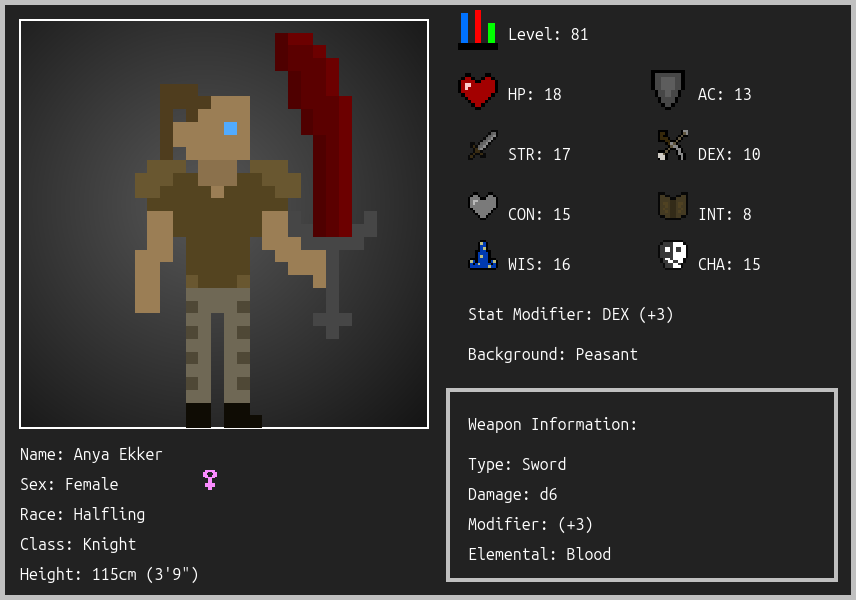 Level: 81
HP: 18
AC: 13
STR: 17
DEX: 10
CON: 15
INT: 8
WIS: 16
CHA: 15
Stat Modifier: DEX (+3)
Background: Peasant
Weapon Information:
Type: Sword
Damage: d6
Modifier: (+3)
Elemental: Blood
Name: Anya Ekker
Sex: Female
Race: Halfling
Class: Knight
Height: 115cm (3'9")